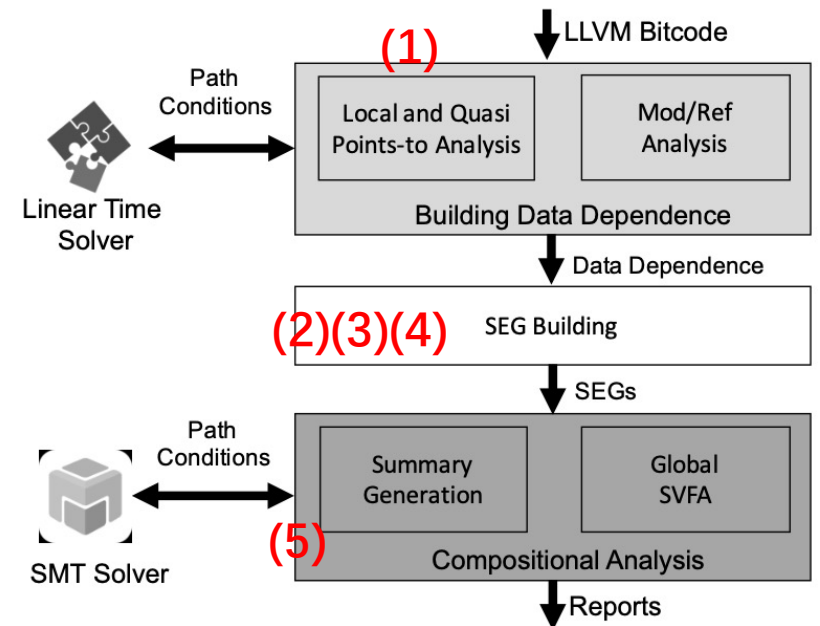 LLVM Bitcode
(1)
Path
Conditions
Local and Quasi
Points-to Analysis
Mod/Ref
Analysis
Linear Time
Solver
Building Data Dependence
Data Dependence
(2)(3)(4)
SEG Building
SEGs
Path
Conditions
Summary
Generation
Global
SVFA
(5)
Compositional Analysis
SMT Solver
Reports